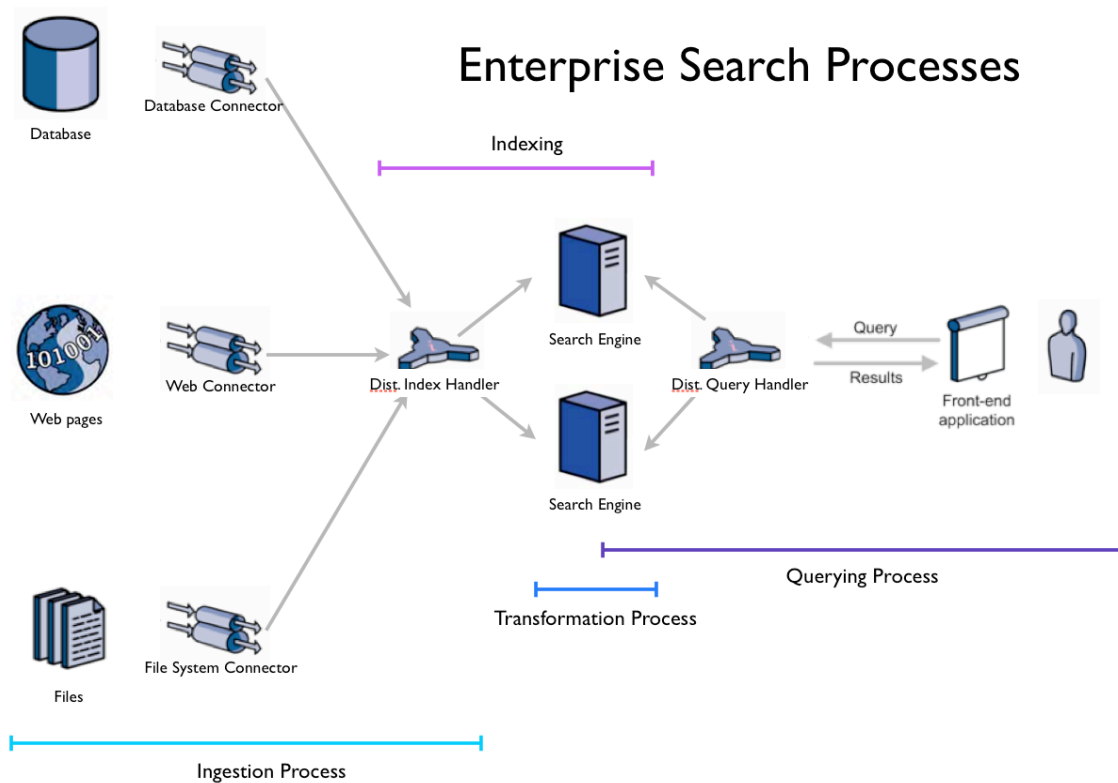 Enterprise Search Processes
Database Connector
Database
Indexing
Query
Search Engine
101001
Results
Web Connector
Dist. Index Handler
Dist. Query Handler
Web pages
Front-end
application
Search Engine
Querying Process
Transformation Process
File System Connector
Files
Ingestion Process